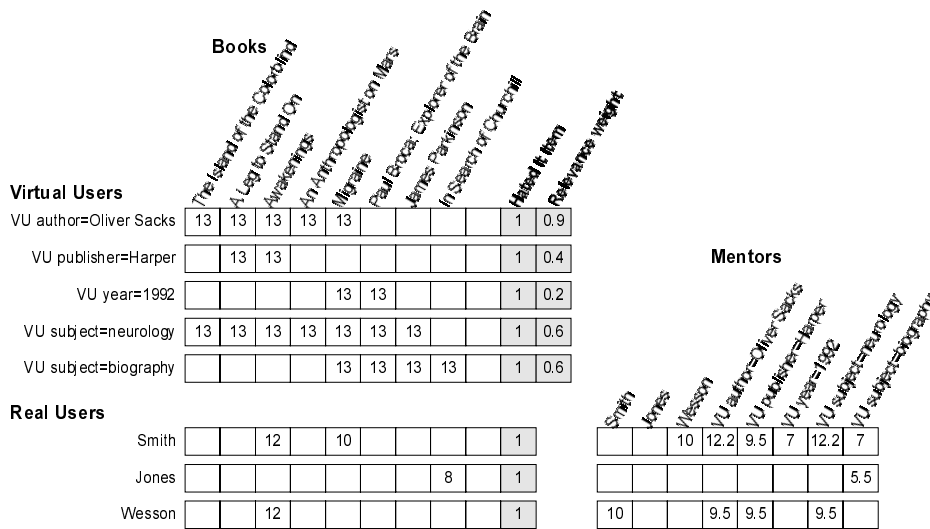 Books
The Island of the Colorblind
A Leg to Stand On
Awakenings
An Anthropologist on Mars
Migraine
Paul Broca: Explorer of the Brain
James Parkinson
In Search of Churchill
Hated It item
Relevance weight
Virtual Users
VU author=Oliver Sacks 13 13 13 13 13 1 0.9
VU publisher=Harper 13 13 1 0.4
VU year=1992 13 13 1 0.2
VU subject=neurology 13 13 13 13 13 13 13 1 0.6
VU subject=biography 13 13 13 13 1 0.6
Mentors
Smith
Jones
Wesson
VU author=Oliver Sacks
VU publisher=Harper
VU year=1992
VU subject=neurology
VU subject=biography
Real Users
Smith 12 10 1 10 12.2 9.5 7 12.2 7
Jones 8 1 5.5
Wesson 12 1 10 9.5 9.5 9.5